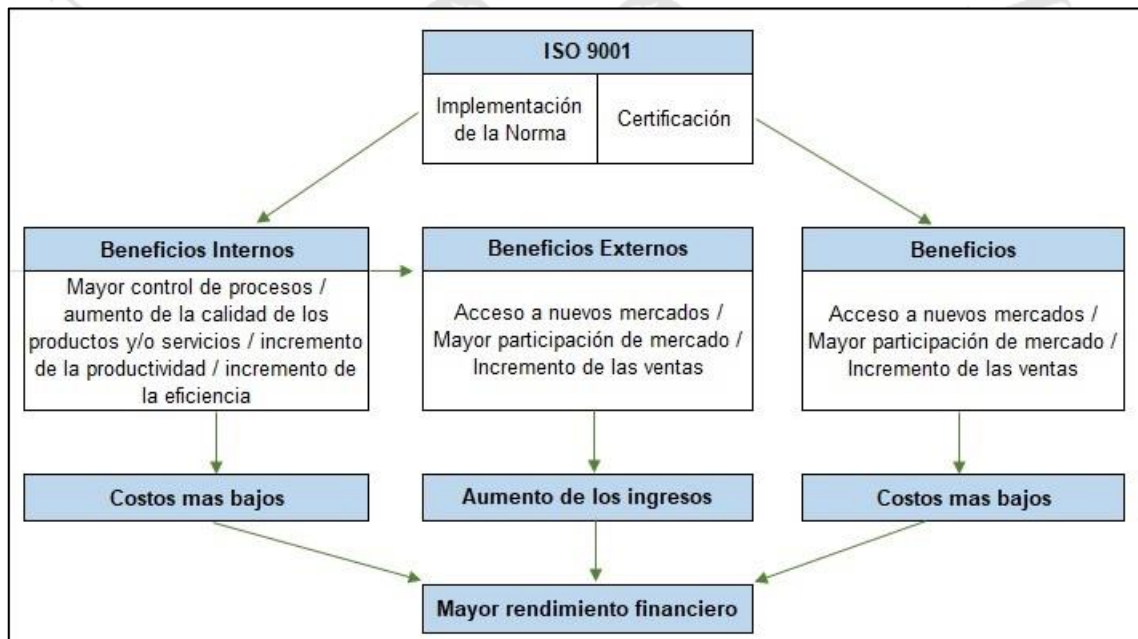 ISO 9001
Implementación
de la Norma
Certificación
Beneficios Internos
Mayor control de procesos /
aumento de la calidad de los
productos y/o servicios / incremento
de la productividad / incremento de
la eficiencia
Beneficios Externos
Acceso a nuevos mercados /
Mayor participación de mercado /
Incremento de las ventas
Beneficios
Acceso a nuevos mercados /
Mayor participación de mercado /
Incremento de las ventas
Costos mas bajos
Aumento de los ingresos
Costos mas bajos
Mayor rendimiento financiero